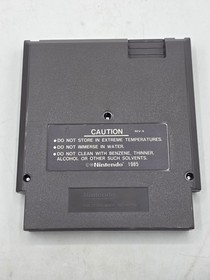 CAUTION REV-A
• DO NOT STORE IN EXTREME TEMPERATURES.
• DO NOT IMMERSE IN WATER.
• DO NOT CLEAN WITH BENZENE, THINNER,
ALCOHOL, OR OTHER SUCH SOLVENTS.
©Nintendo 1985